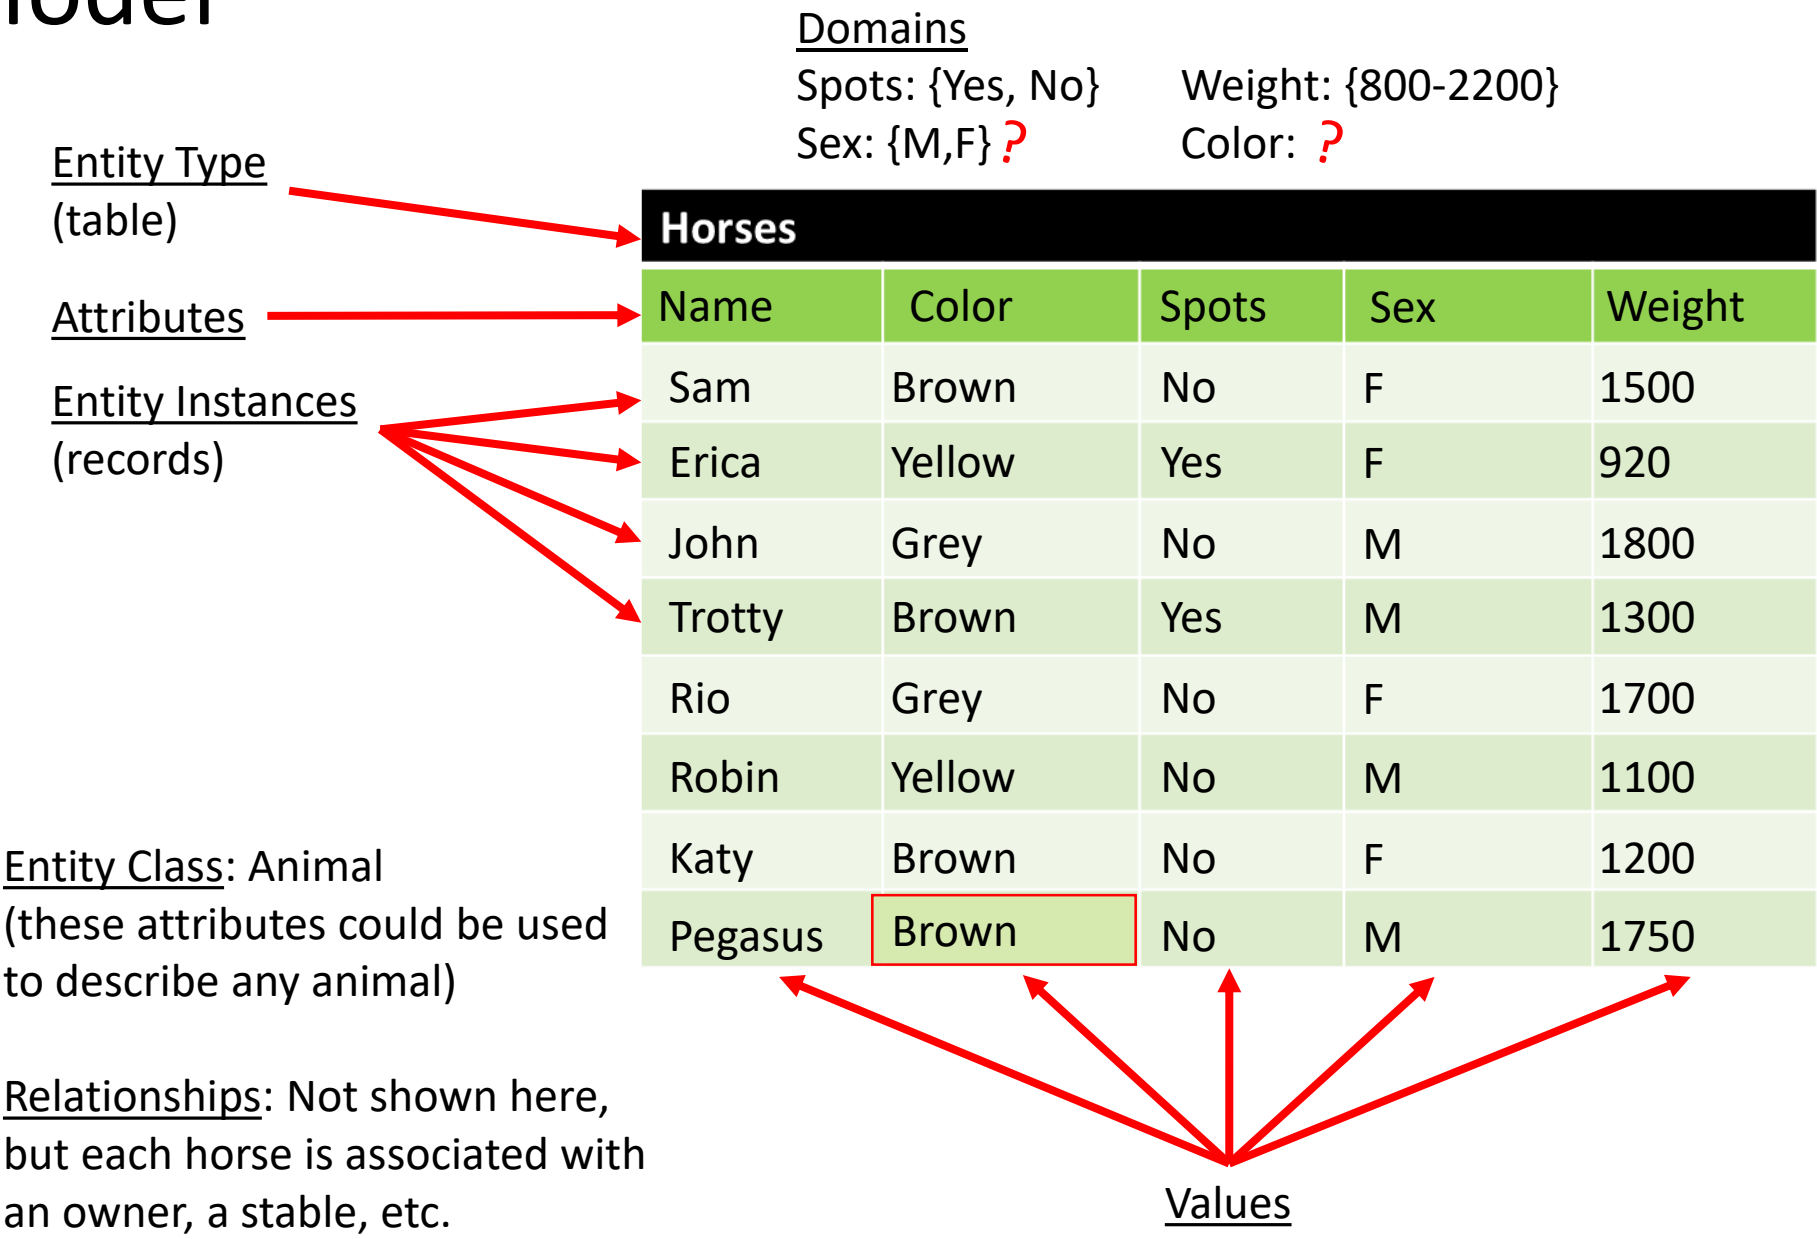 Domains
Spots: {Yes, No} Weight: {800-2200}
Sex: {M,F} ? Color: ?
Entity Type
(table)
Attributes
Entity Instances
(records)
Horses
Name Color Spots Sex Weight
Sam Brown No F 1500
Erica Yellow Yes F 920
John Grey No M 1800
Trotty Brown Yes M 1300
Rio Grey No F 1700
Robin Yellow No M 1100
Katy Brown No F 1200
Pegasus Brown No M 1750
Entity Class: Animal
(these attributes could be used
to describe any animal)
Relationships: Not shown here,
but each horse is associated with
an owner, a stable, etc.
Values